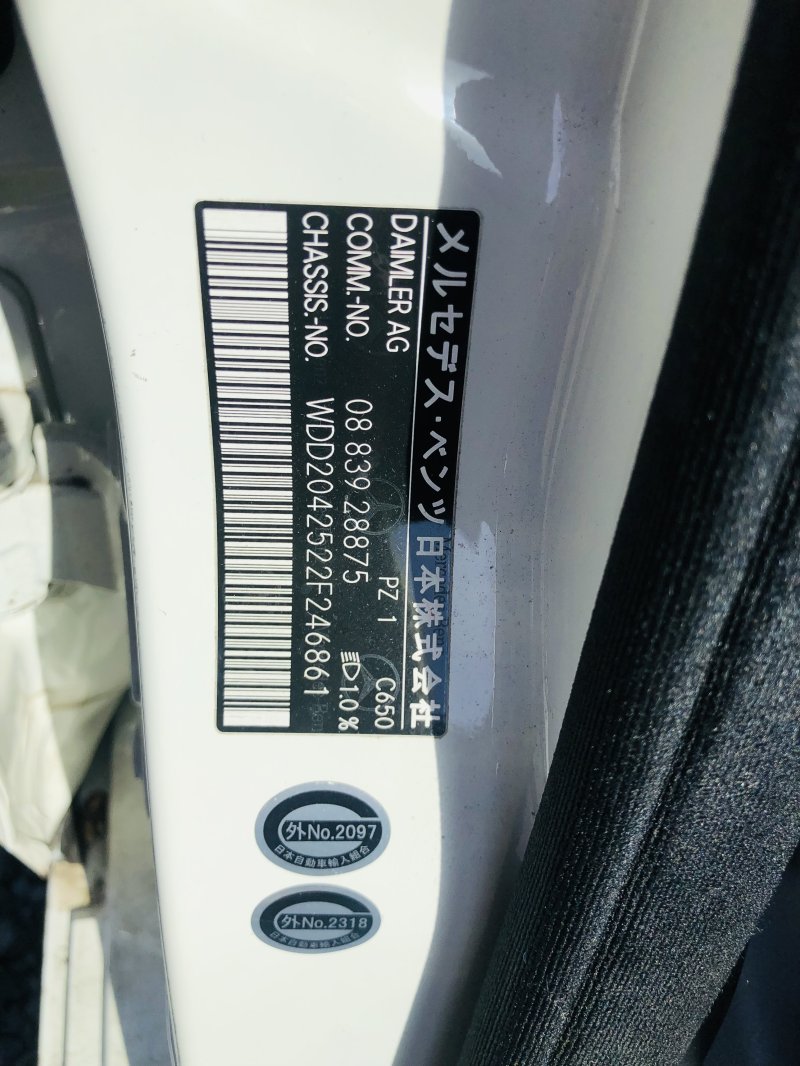 メルセデス・ベンツ日本株式会社
DAIMLER AG PZ 1 C650
COMM.-NO. 08 839 28875 1.0%
CHASSIS.-NO. WDD2042522F246861
外No.2097
日本自動車輸入組合
外No.2318
日本自動車輸入組合